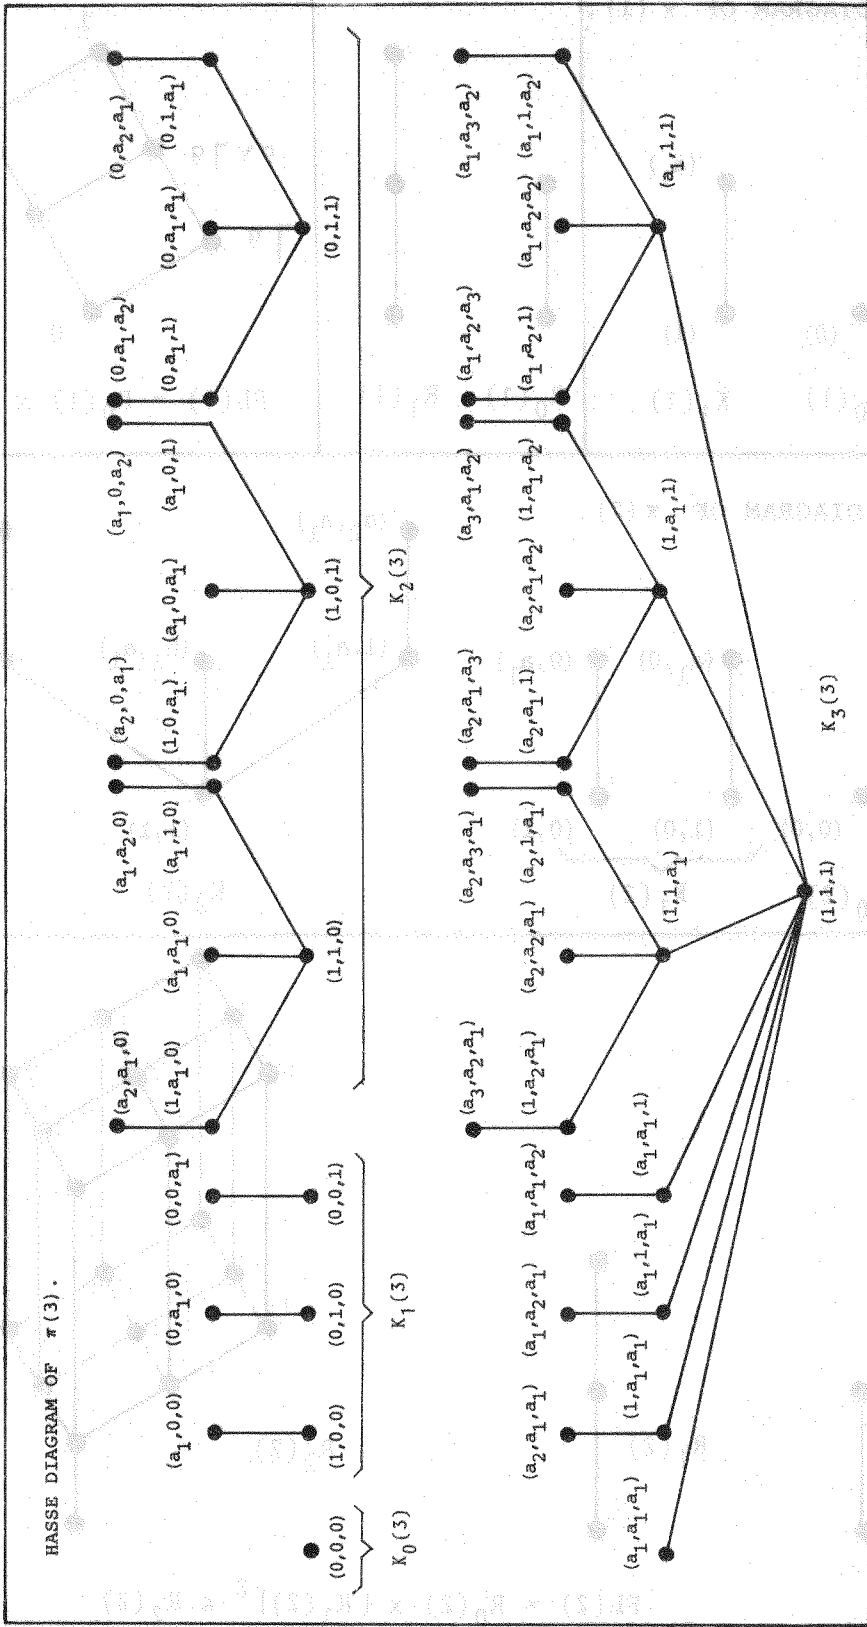 HASSE DIAGRAM OF π(3).
(a₂,a₁,0) (a₁,a₂,0) (a₂,0,a₁) (a₁,0,a₂) (0,a₁,a₂) (0,a₂,a₁)
(a₁,0,0) (0,a₁,0) (0,0,a₁) (1,a₁,0) (a₁,a₁,0) (a₁,1,0) (1,0,a₁) (a₁,0,a₁) (a₁,0,1) (0,a₁,1) (0,a₁,a₁) (0,1,a₁)
(0,0,0) (1,0,0) (0,1,0) (0,0,1) (1,1,0) (1,0,1) (0,1,1)
K₀(3) K₁(3) K₂(3)
(a₃,a₂,a₁) (a₂,a₃,a₁) (a₂,a₁,a₃) (a₃,a₁,a₂) (a₁,a₂,a₃) (a₁,a₃,a₂)
(a₂,a₁,a₁) (a₁,a₂,a₁) (a₁,a₁,a₂) (1,a₂,a₁) (a₂,a₂,a₁) (a₂,1,a₁) (a₂,a₁,1) (a₂,a₁,a₂) (1,a₁,a₂) (a₁,a₂,1) (a₁,a₂,a₂) (a₁,1,a₂)
(a₁,a₁,a₁) (1,a₁,a₁) (a₁,1,a₁) (a₁,a₁,1) (1,1,a₁) (1,a₁,1) (a₁,1,1)
(1,1,1) K₃(3)